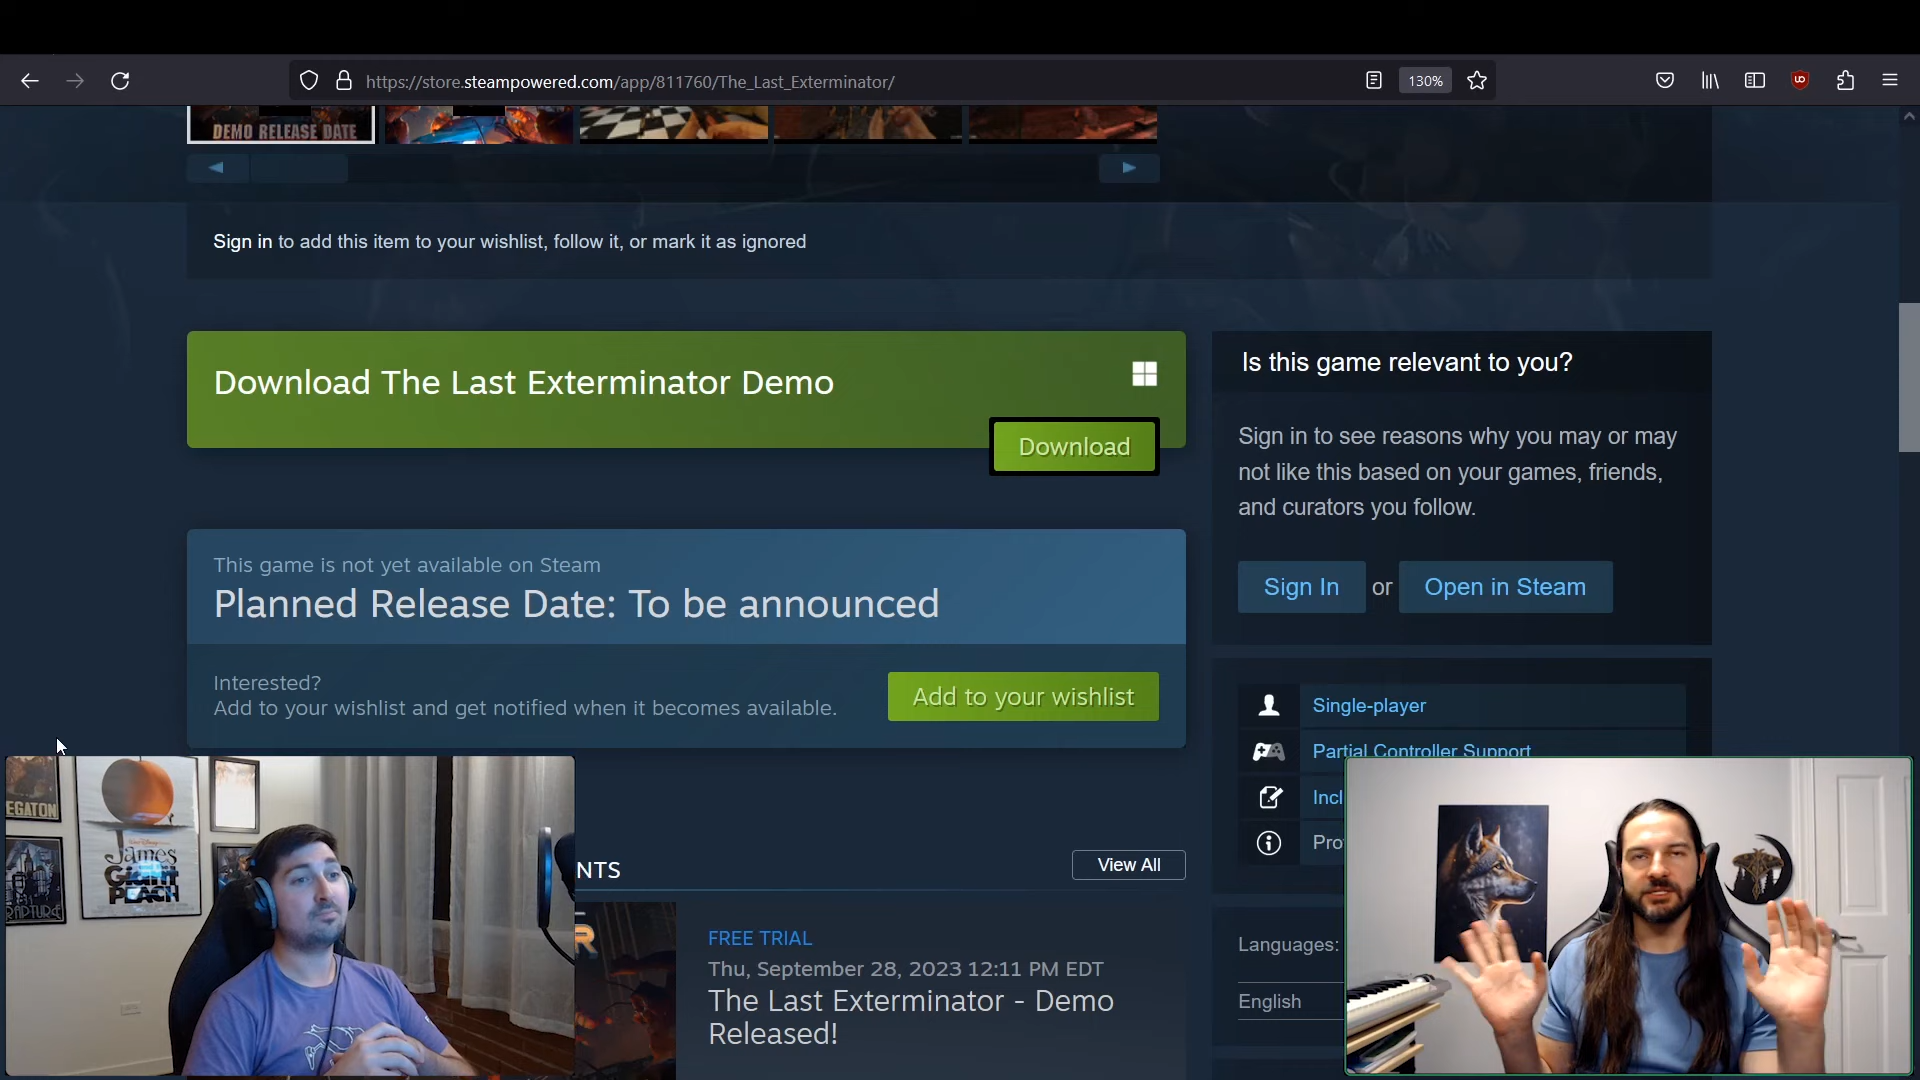 https://store.steampowered.com/app/811760/The_Last_Exterminator/
130%
DEMO RELEASE DATE
Sign in to add this item to your wishlist, follow it, or mark it as ignored
Download The Last Exterminator Demo
Download
This game is not yet available on Steam
Planned Release Date: To be announced
Interested?
Add to your wishlist and get notified when it becomes available.
Add to your wishlist
Is this game relevant to you?
Sign in to see reasons why you may or may
not like this based on your games, friends,
and curators you follow.
Sign In or Open in Steam
Single-player
Partial Controller Support
Incl
Pro
Languages:
English
NTS
View All
FREE TRIAL
Thu, September 28, 2023 12:11 PM EDT
The Last Exterminator - Demo
Released!
EGATON
RAPTURE
James
and the
GIANT
PEACH